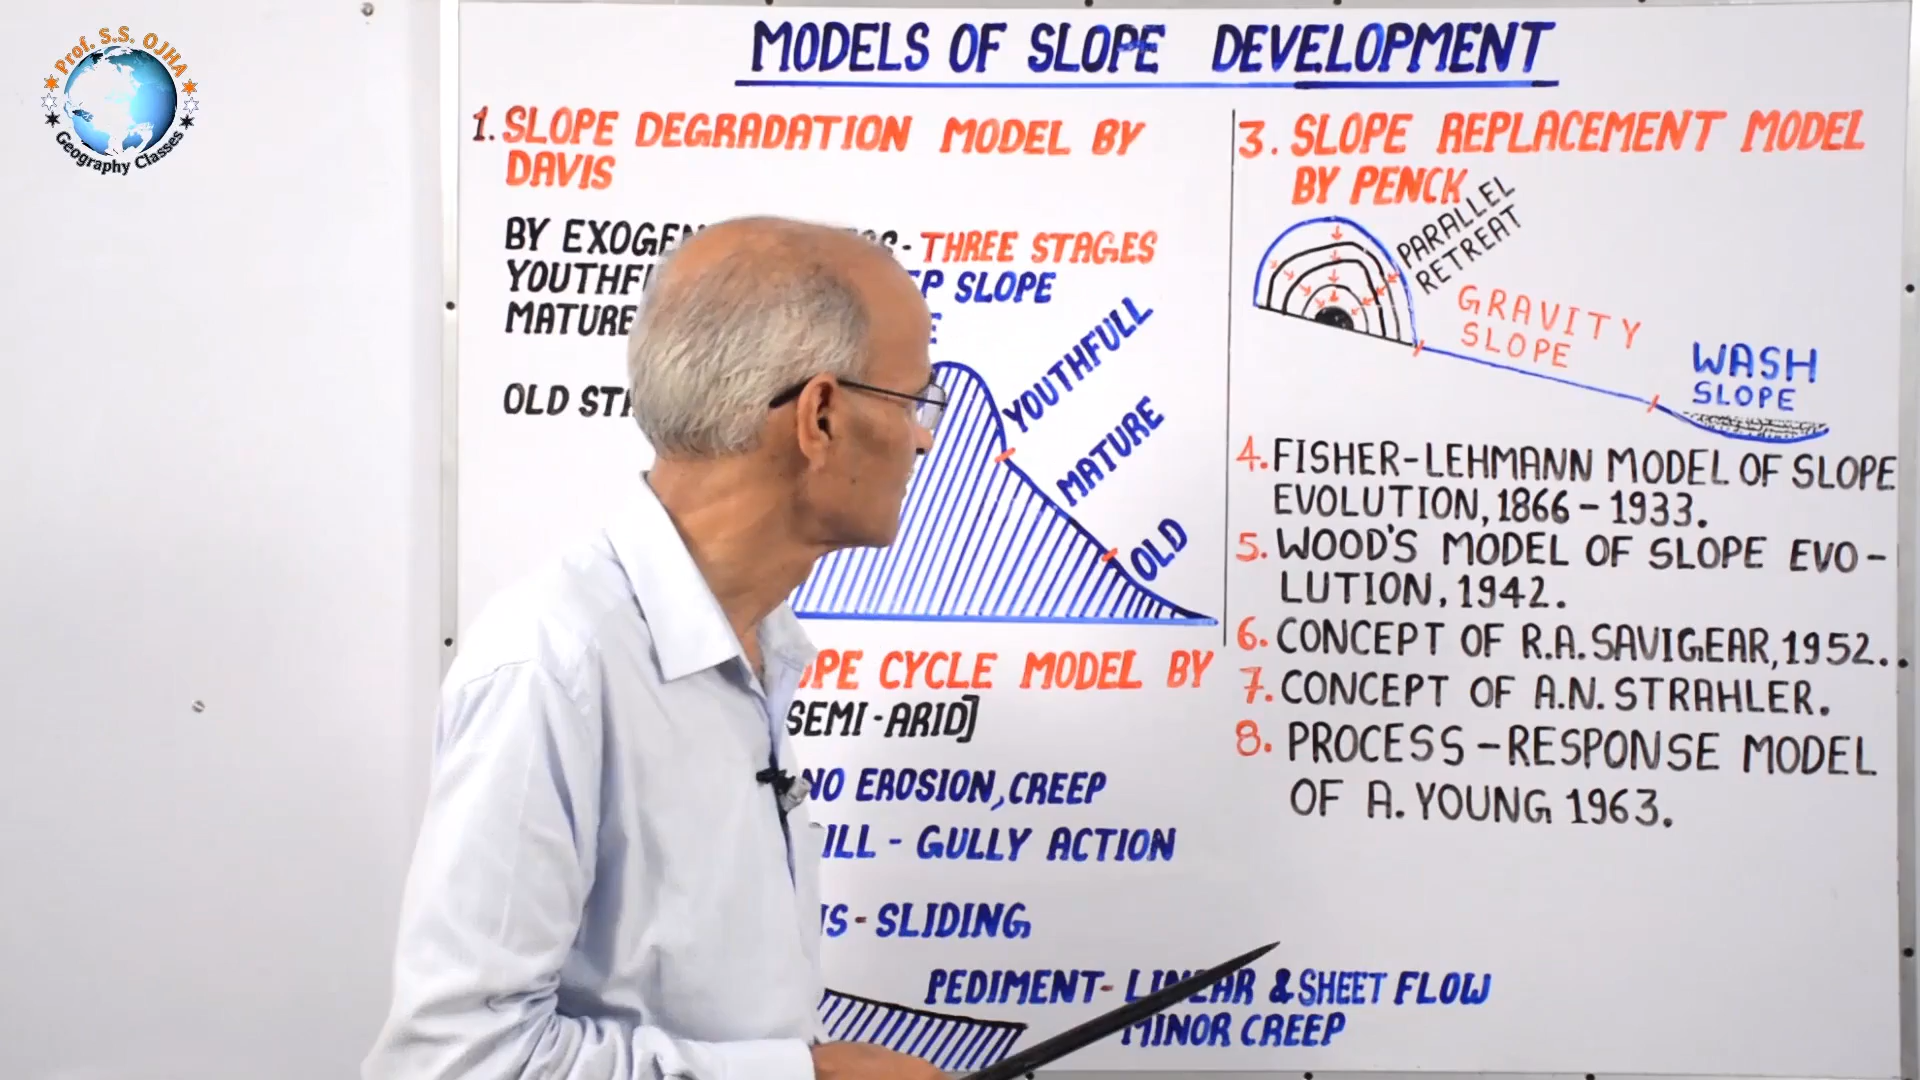 Prof. S.S. OJHA
Geography Classes
MODELS OF SLOPE DEVELOPMENT
1. SLOPE DEGRADATION MODEL BY
DAVIS
BY EXOGEN - THREE STAGES
YOUTHF SLOPE
MATURE
OLD
YOUTHFULL
MATURE
OLD
CYCLE MODEL BY
SEMI-ARID]
NO EROSION, CREEP
- GULLY ACTION
- SLIDING
PEDIMENT- LINEAR & SHEET FLOW
MINOR CREEP
3. SLOPE REPLACEMENT MODEL
BY PENCK
PARALLEL
RETREAT
GRAVITY
SLOPE
WASH
SLOPE
4. FISHER-LEHMANN MODEL OF SLOPE
EVOLUTION, 1866-1933.
5. WOOD'S MODEL OF SLOPE EVO-
LUTION, 1942.
6. CONCEPT OF R.A. SAVIGEAR, 1952..
7. CONCEPT OF A.N. STRAHLER.
8. PROCESS-RESPONSE MODEL
OF A. YOUNG 1963.